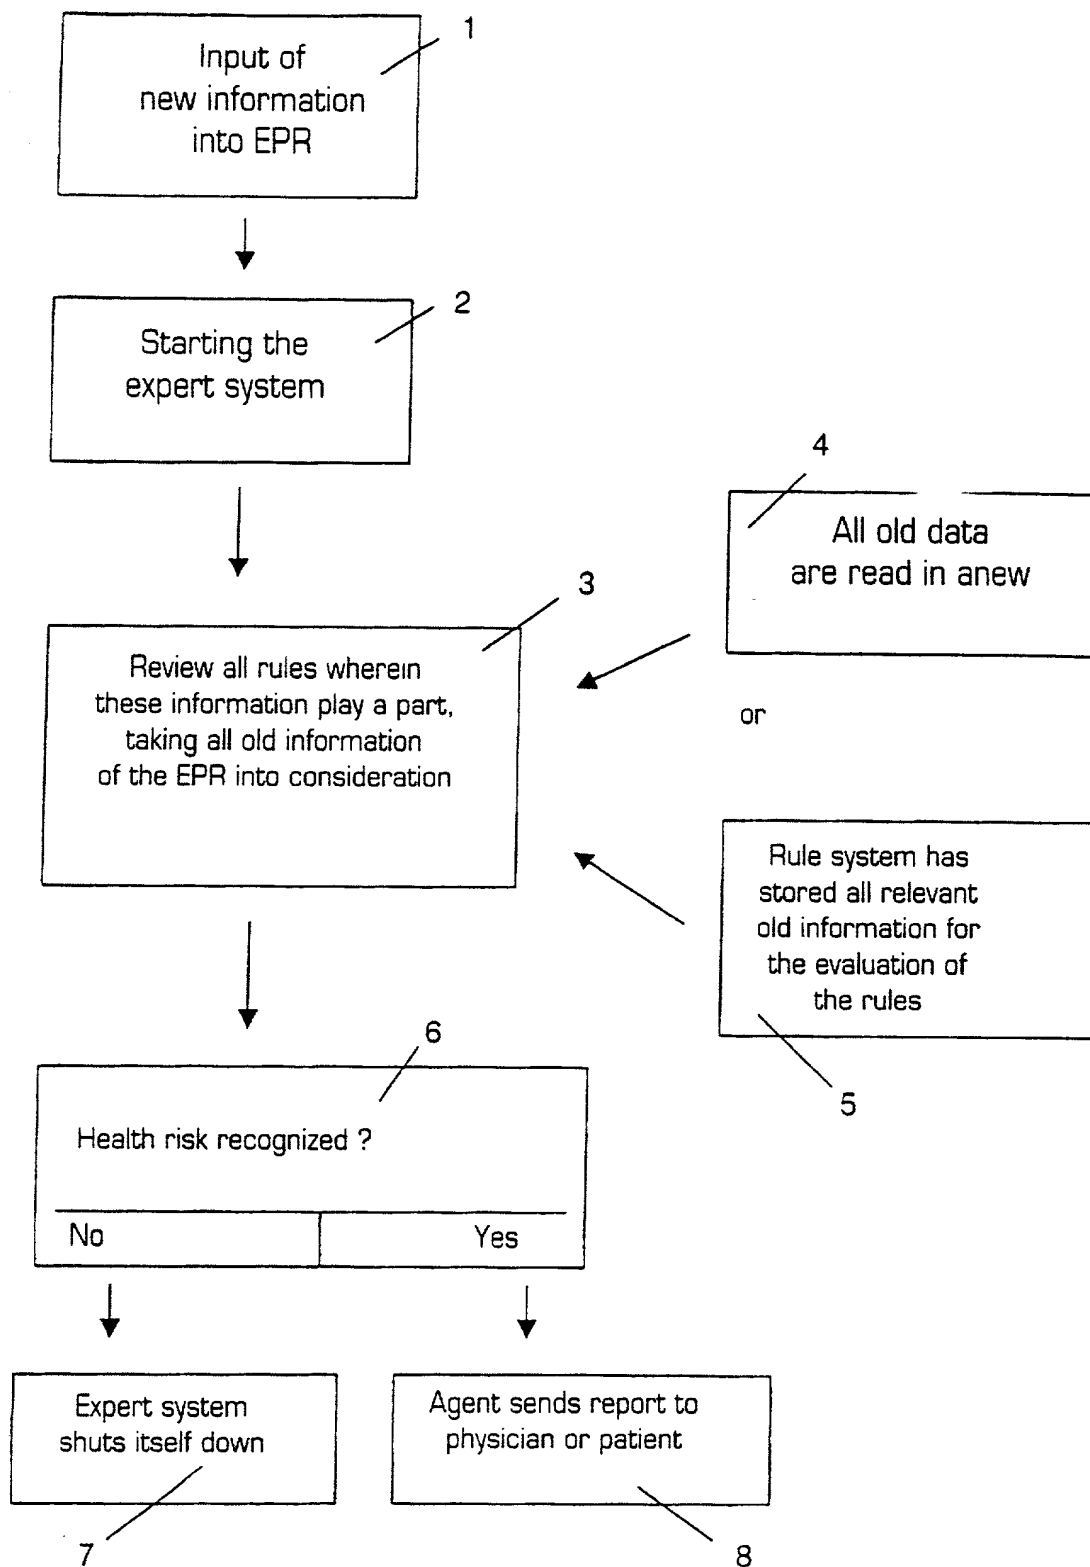 1
Input of
new information
into EPR
2
Starting the
expert system
3
Review all rules wherein
these information play a part,
taking all old information
of the EPR into consideration
4
All old data
are read in anew
or
Rule system has
stored all relevant
old information for
the evaluation of
the rules
5
6
Health risk recognized ?
No
Yes
Expert system
shuts itself down
7
Agent sends report to
physician or patient
8